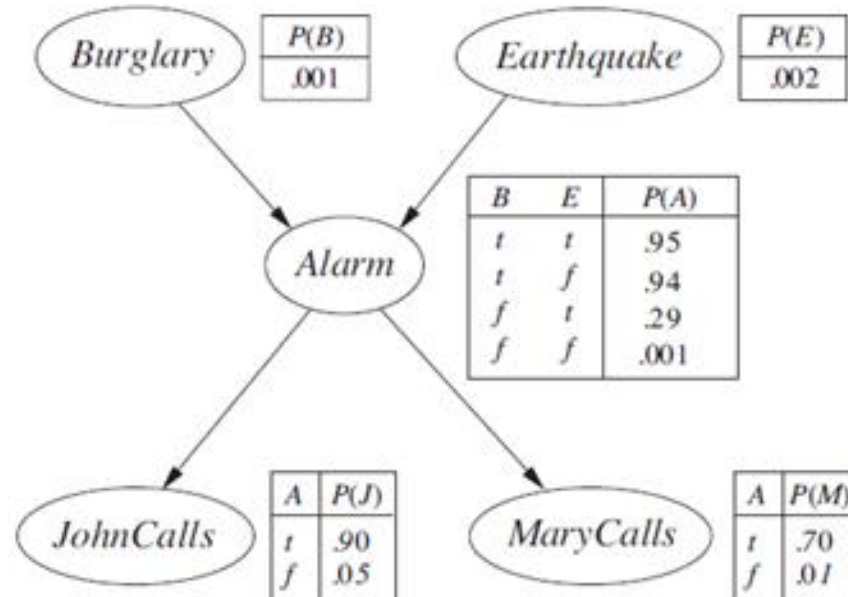 Burglary
P(B)
.001
Earthquake
P(E)
.002
Alarm
B E P(A)
t t .95
t f .94
f t .29
f f .001
JohnCalls
A P(J)
t .90
f .05
MaryCalls
A P(M)
t .70
f .01